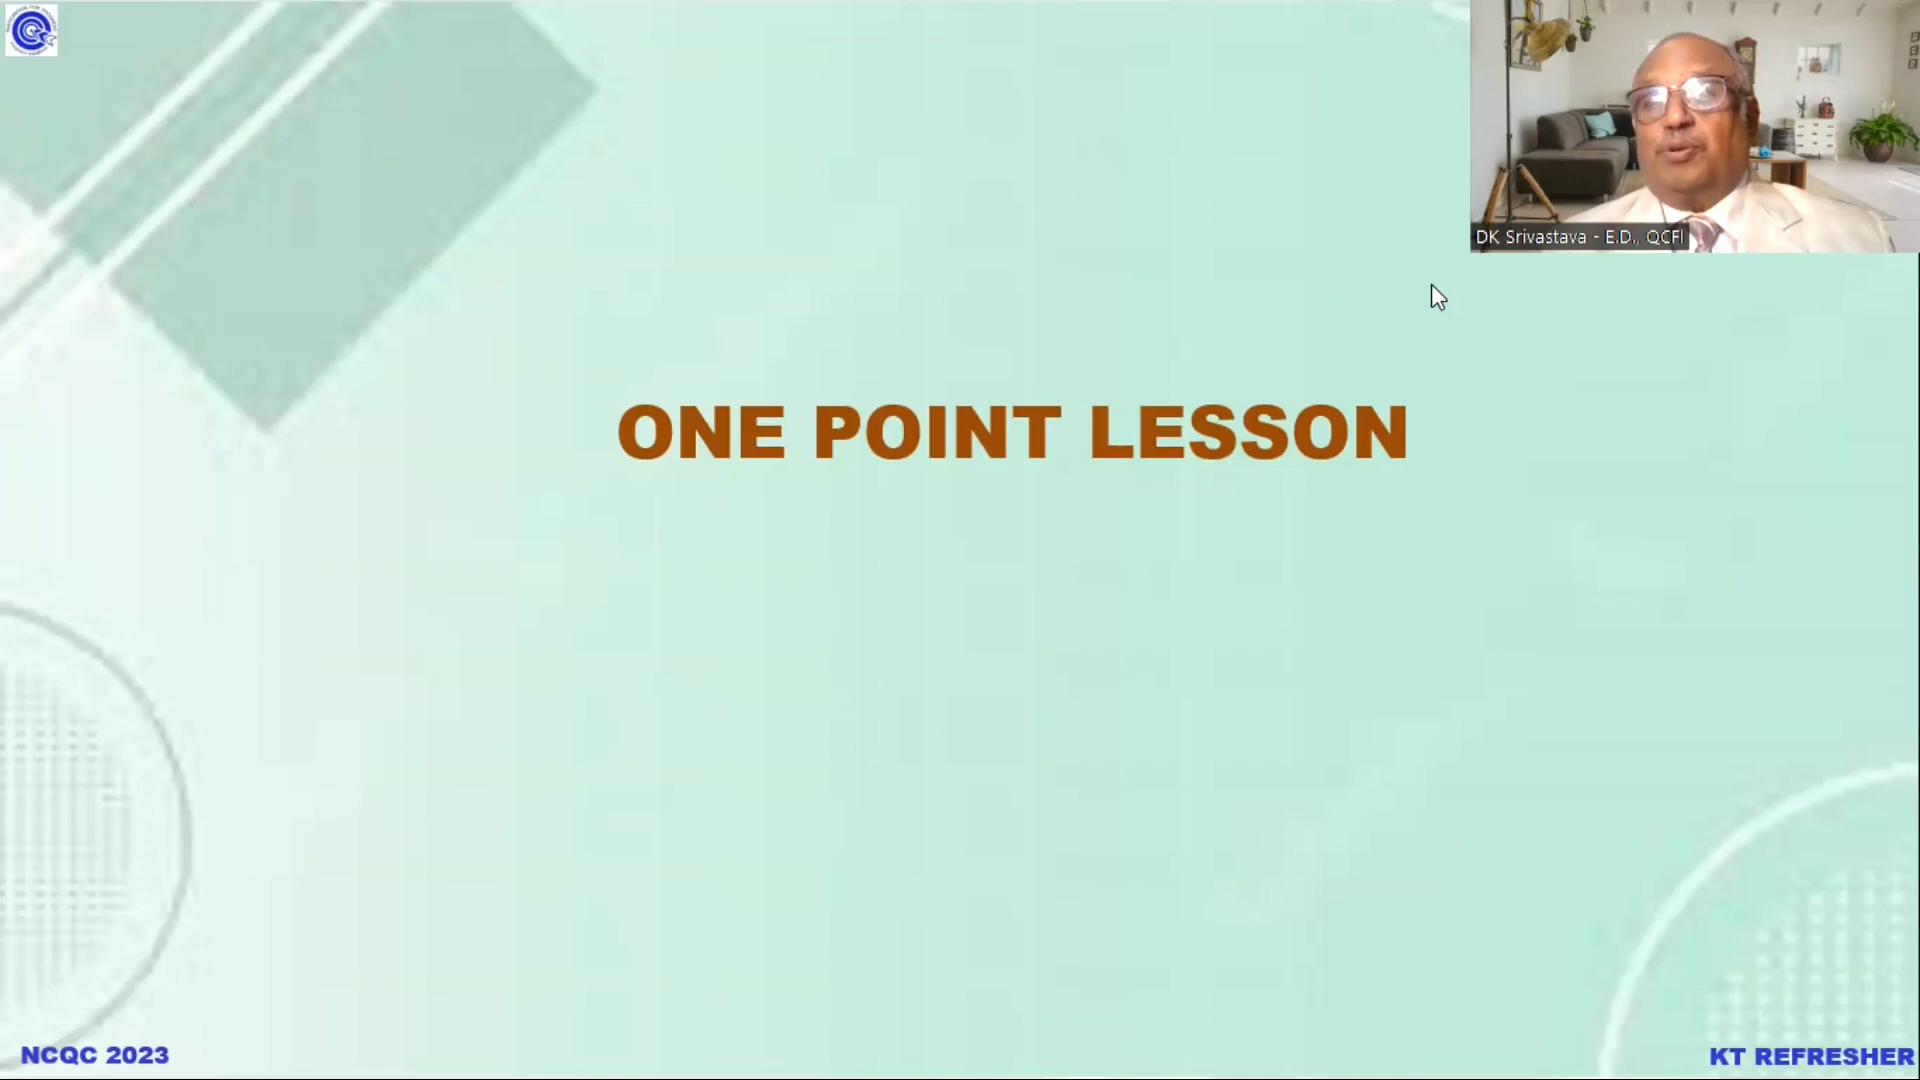 DK Srivastava - E.D., QCFI
ONE POINT LESSON
NCQC 2023
KT REFRESHER